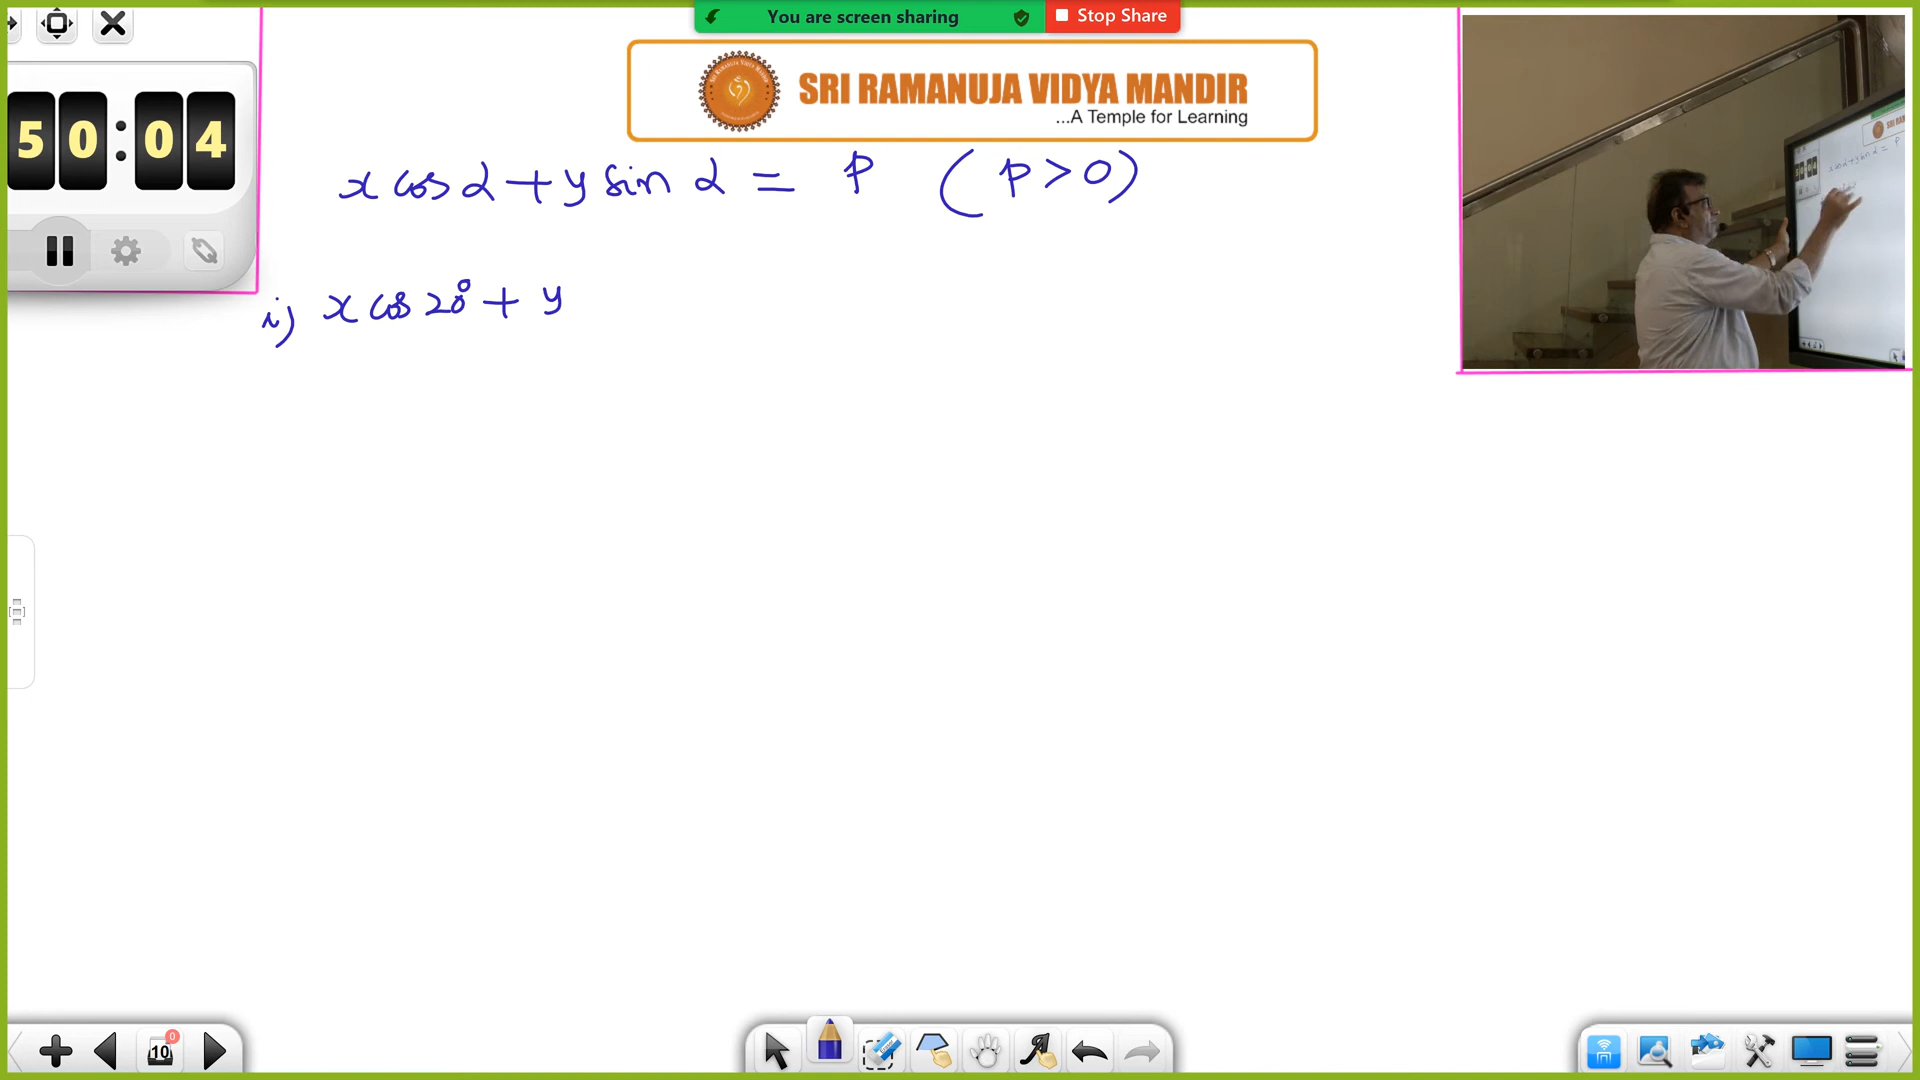 You are screen sharing
Stop Share
SRI RAMANUJA VIDYA MANDIR
...A Temple for Learning
50:04
x cos α + y sin α = P (P > 0)
i) x cos 20° + y
0
10